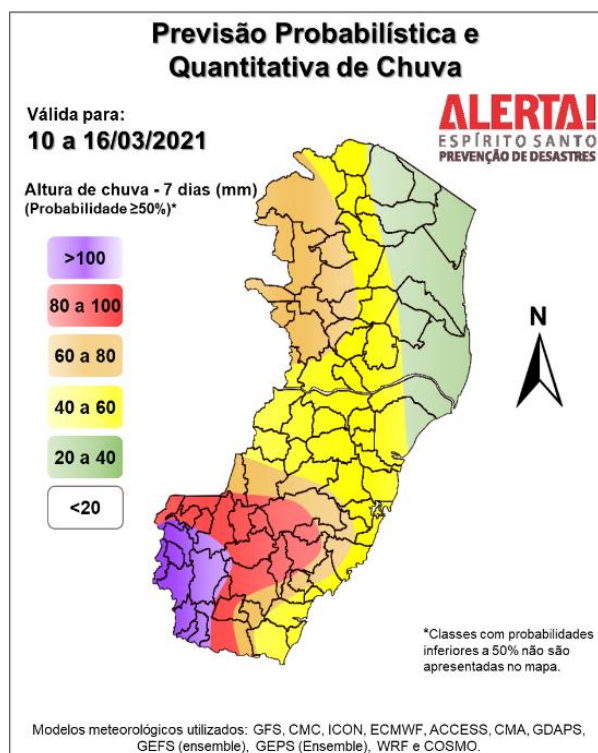 Previsão Probabilística e
Quantitativa de Chuva
Válida para:
10 a 16/03/2021
ALERTA!
ESPÍRITO SANTO
PREVENÇÃO DE DESASTRES
Altura de chuva - 7 dias (mm)
(Probabilidade ≥50%)*
>100
80 a 100
60 a 80
40 a 60
20 a 40
<20
N
*Classes com probabilidades
inferiores a 50% não são
apresentadas no mapa.
Modelos meteorológicos utilizados: GFS, CMC, ICON, ECMWF, ACCESS, CMA, GDAPS,
GEFS (ensemble), GEPS (Ensemble), WRF e COSMO.